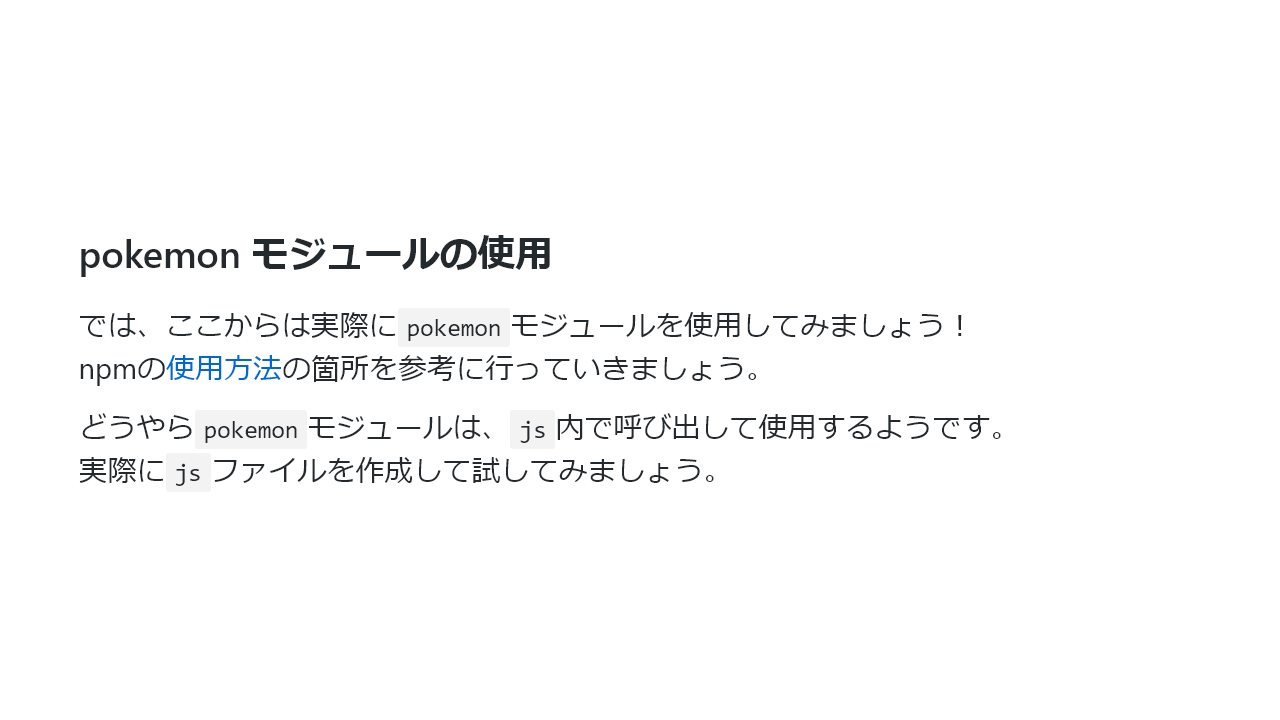 pokemon モジュールの使用
では、ここからは実際にpokemonモジュールを使用してみましょう！
npmの使用方法の箇所を参考に行っていきましょう。
どうやらpokemonモジュールは、js内で呼び出して使用するようです。
実際にjsファイルを作成して試してみましょう。